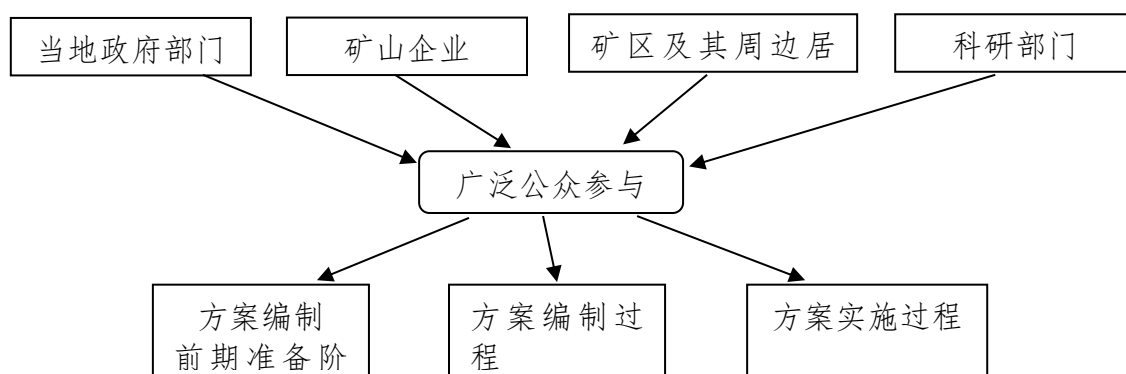 当地政府部门
矿山企业
矿区及其周边居
科研部门
广泛公众参与
方案编制
前期准备阶
方案编制过
程
方案实施过程